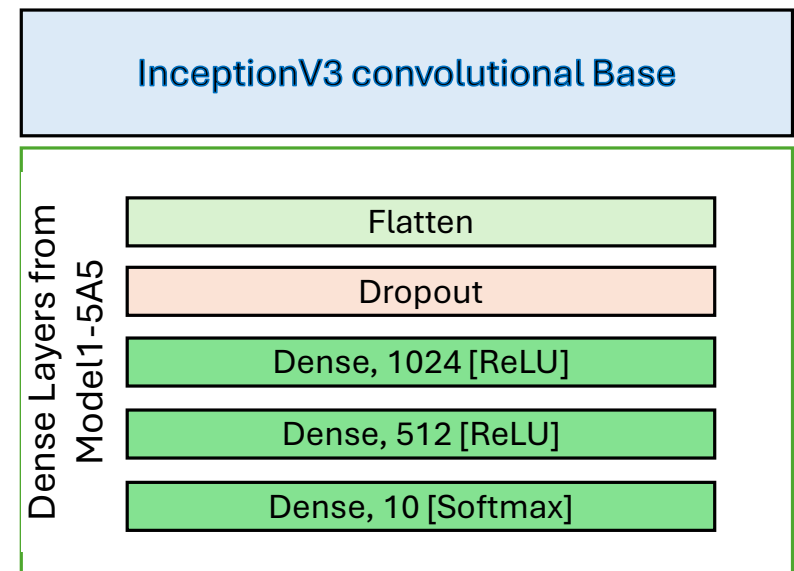 InceptionV3 convolutional Base
Dense Layers from
Model1-5A5
Flatten
Dropout
Dense, 1024 [ReLU]
Dense, 512 [ReLU]
Dense, 10 [Softmax]